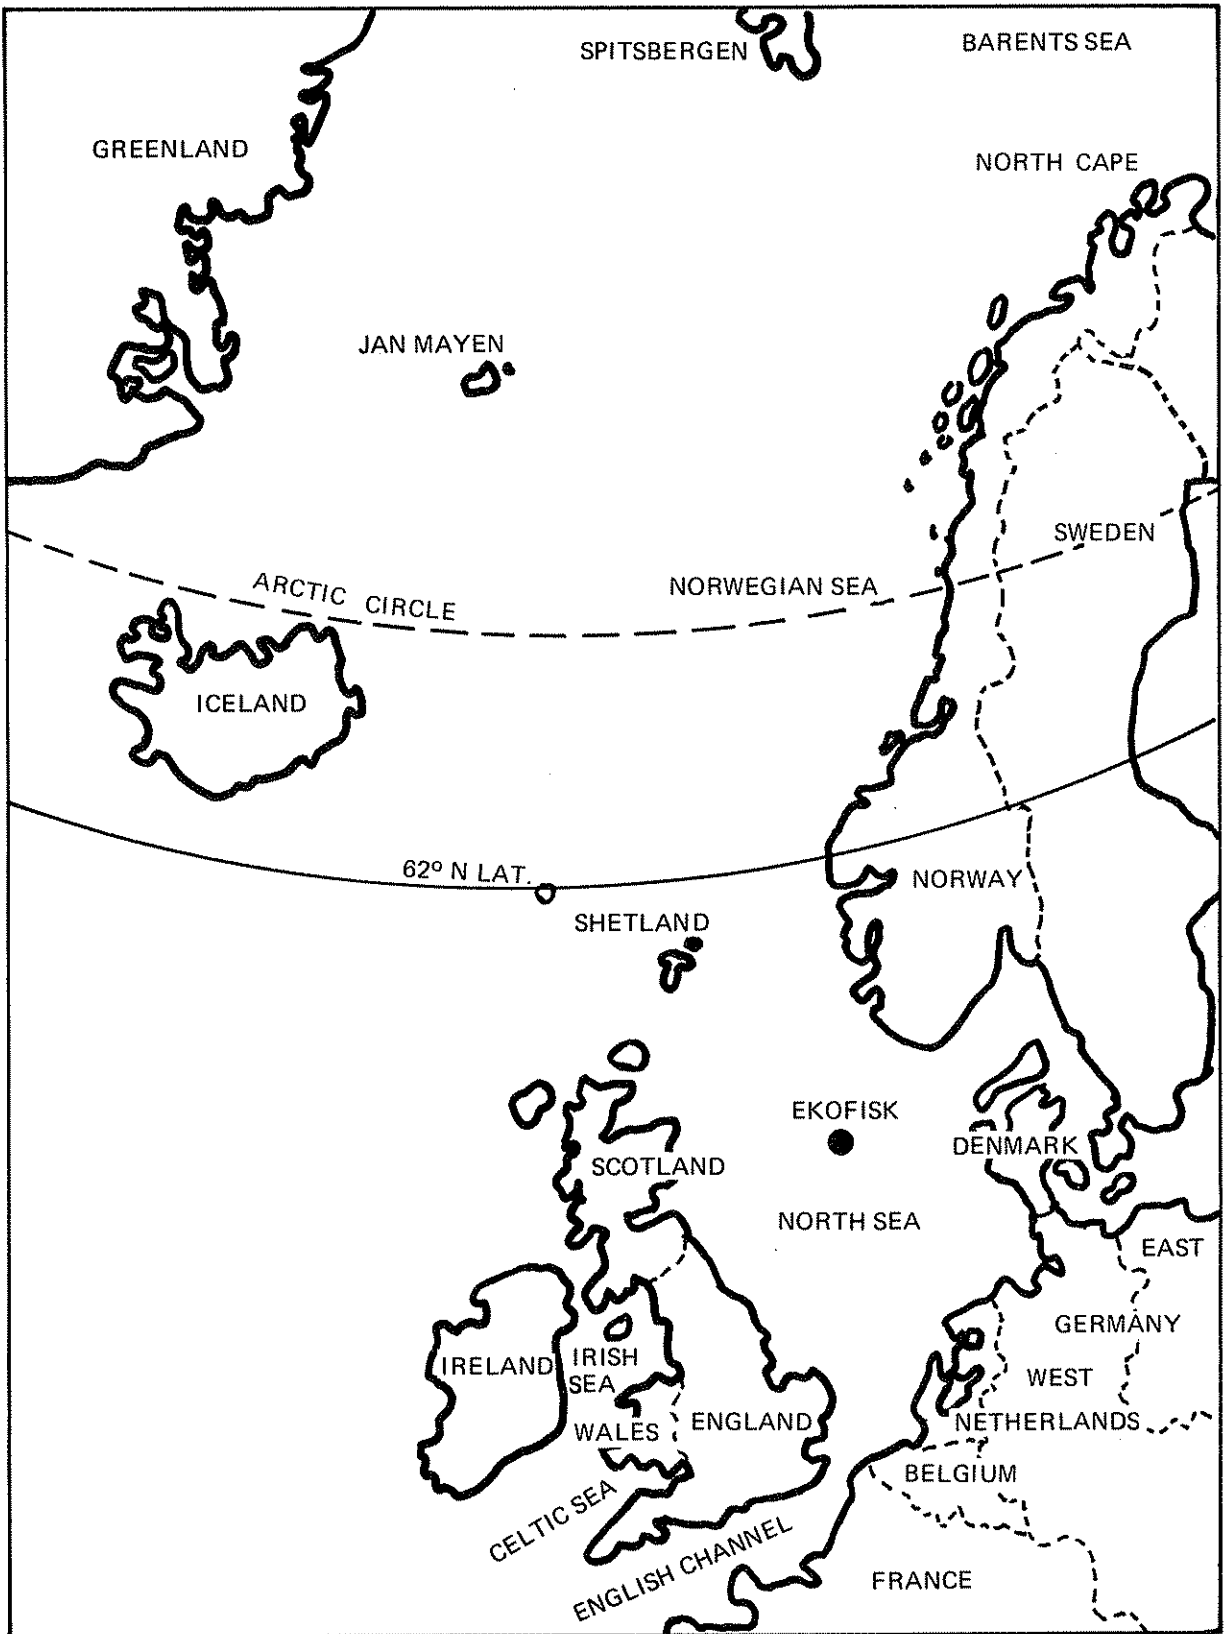 SPITSBERGEN
BARENTS SEA
GREENLAND
NORTH CAPE
JAN MAYEN
SWEDEN
ARCTIC CIRCLE
NORWEGIAN SEA
ICELAND
62º N LAT.
NORWAY
SHETLAND
EKOFISK
DENMARK
SCOTLAND
NORTH SEA
EAST
GERMANY
IRELAND
IRISH
SEA
WEST
WALES
ENGLAND
NETHERLANDS
BELGIUM
CELTIC SEA
ENGLISH CHANNEL
FRANCE